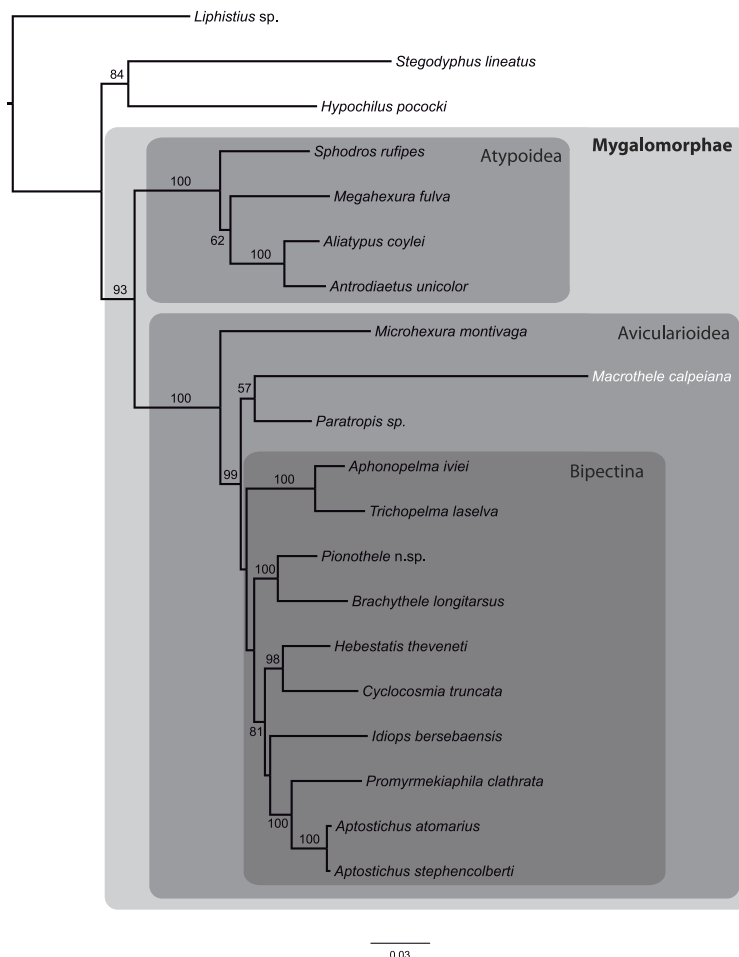 Liphistius sp.
84
Stegodyphus lineatus
Hypochilus pococki
Mygalomorphae
Atypoidea
Sphodros rufipes
100
Megahexura fulva
62
Aliatypus coylei
100
Antrodiaetus unicolor
93
Avicularioidea
Microhexura montivaga
Macrothele calpeiana
57
100
Paratropis sp.
Bipectina
Aphonopelma iviei
99
100
Trichopelma laselva
Pionothele n.sp.
100
Brachythele longitarsus
Hebestatis theveneti
98
Cyclocosmia truncata
81
Idiops bersebaensis
Promyrmekiaphila clathrata
100
Aptostichus atomarius
100
Aptostichus stephencolberti
0.03